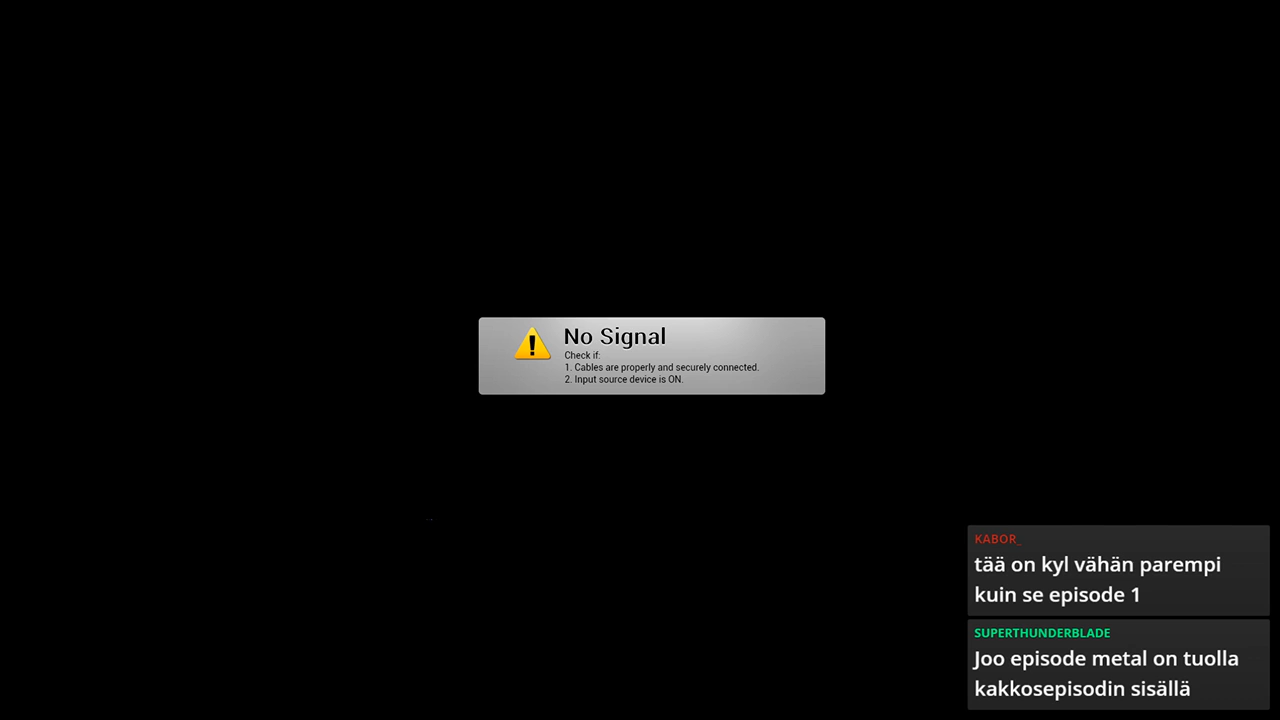 No Signal
Check if:
1. Cables are properly and securely connected.
2. Input source device is ON.
KABOR_
tää on kyl vähän parempi
kuin se episode 1
SUPERTHUNDERBLADE
Joo episode metal on tuolla
kakkosepisodin sisällä